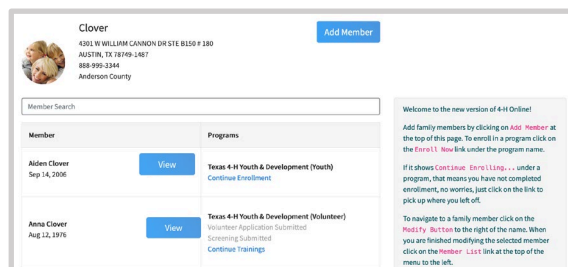 Clover
Add Member
4301 W WILLIAM CANNON DR STE B150 # 180
AUSTIN, TX 78749-1487
888-999-3344
Anderson County
Member Search
Member
Programs
Aiden Clover
Sep 14, 2006
View
Texas 4-H Youth & Development (Youth)
Continue Enrollment
Anna Clover
Aug 12, 1976
View
Texas 4-H Youth & Development (Volunteer)
Volunteer Application Submitted
Screening Submitted
Continue Trainings
Welcome to the new version of 4-H Online!
Add family members by clicking on Add Member at
the top of this page. To enroll in a program click on
the Enroll Now link under the program name.
If it shows Continue Enrolling... under a
program, that means you have not completed
enrollment, no worries, just click on the link to
pick up where you left off.
To navigate to a family member click on the
Modify Button to the right of the name. When
you are finished modifying the selected member
click on the Member List link at the top of the
menu to the left.